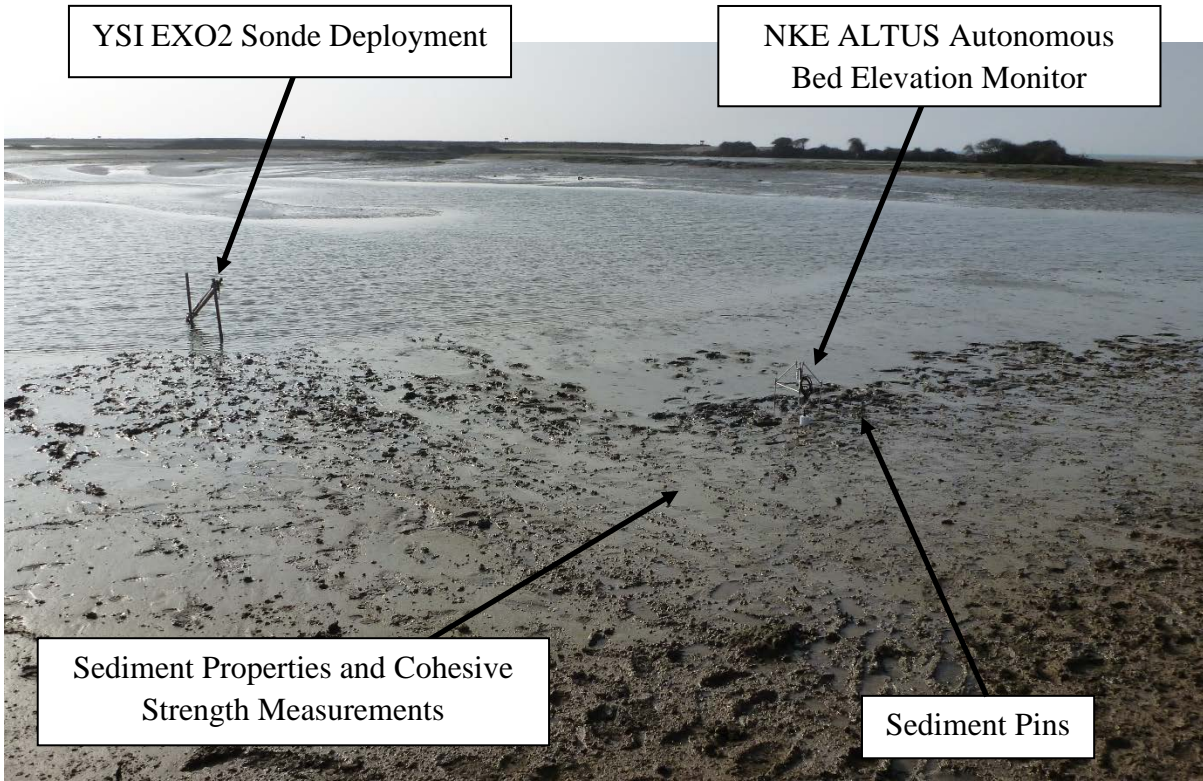 YSI EXO2 Sonde Deployment
NKE ALTUS Autonomous
Bed Elevation Monitor
Sediment Properties and Cohesive
Strength Measurements
Sediment Pins